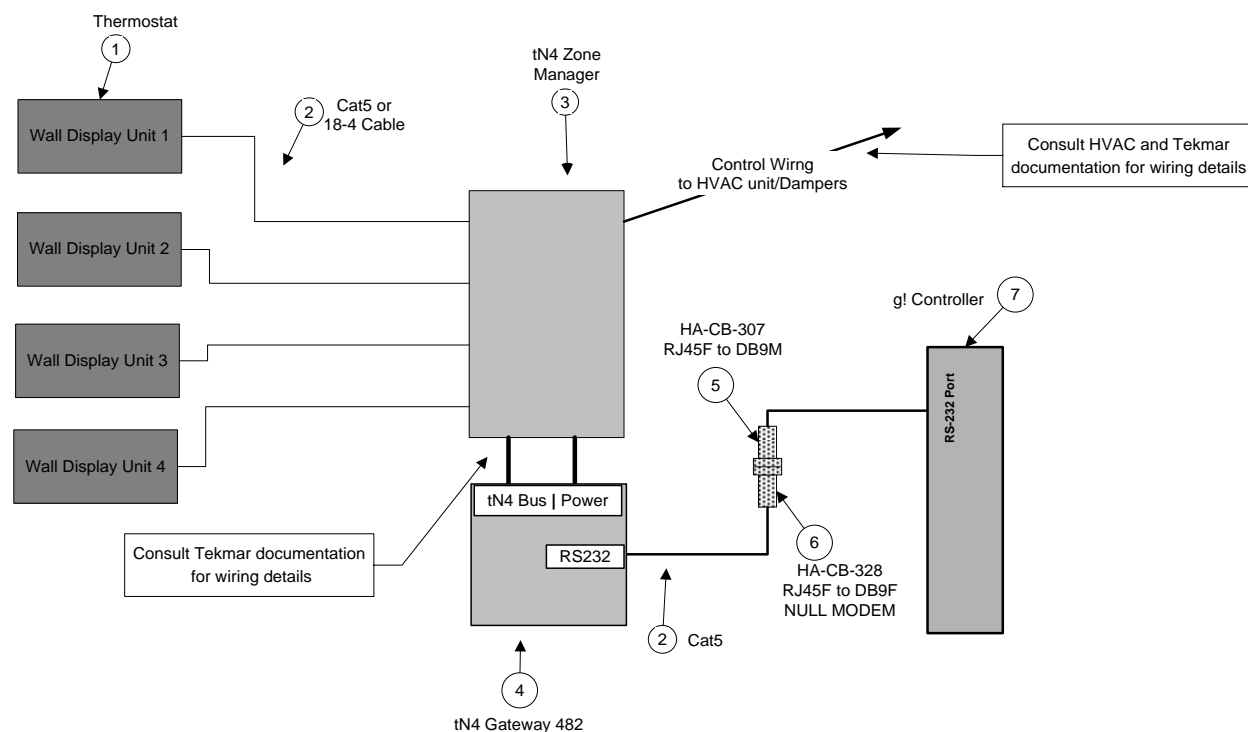 Thermostat
1
Wall Display Unit 1
2
Cat5 or
18-4 Cable
tN4 Zone
Manager
3
Control Wirng
to HVAC unit/Dampers
Consult HVAC and Tekmar
documentation for wiring details
Wall Display Unit 2
Wall Display Unit 3
Wall Display Unit 4
g! Controller
7
RS-232 Port
HA-CB-307
RJ45F to DB9M
5
tN4 Bus | Power
RS232
Consult Tekmar documentation
for wiring details
6
HA-CB-328
RJ45F to DB9F
NULL MODEM
2
Cat5
4
tN4 Gateway 482